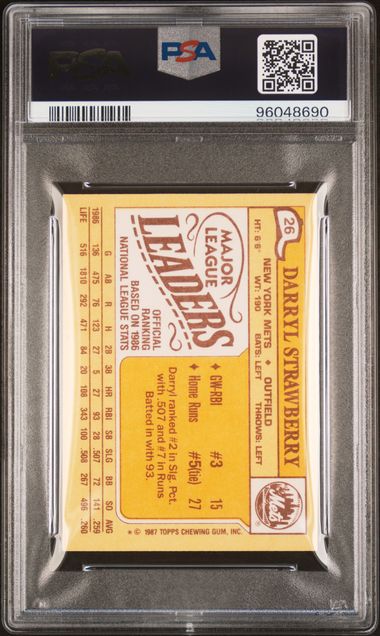 PSA
PSA
96048690
26
DARRYL STRAWBERRY
NEW YORK METS ♦ OUTFIELD
HT: 6'6" WT: 190 BATS: LEFT THROWS: LEFT
Mets
MAJOR
LEAGUE
LEADERS
OFFICIAL
RANKING
BASED ON 1986
NATIONAL LEAGUE STATS
♦ GW-RBI #3 15
♦ Home Runs #5(tie) 27
Darryl ranked #2 in Slg. Pct.
with .507 and #7 in Runs
Batted in with 93.
G AB R H 2B 3B HR RBI SB SLG BB SO AVG
1986 136 475 76 123 27 5 27 93 28 .507 72 141 .259
LIFE 516 1810 292 471 84 20 108 343 100 .508 267 496 .260
* © 1987 TOPPS CHEWING GUM, INC.